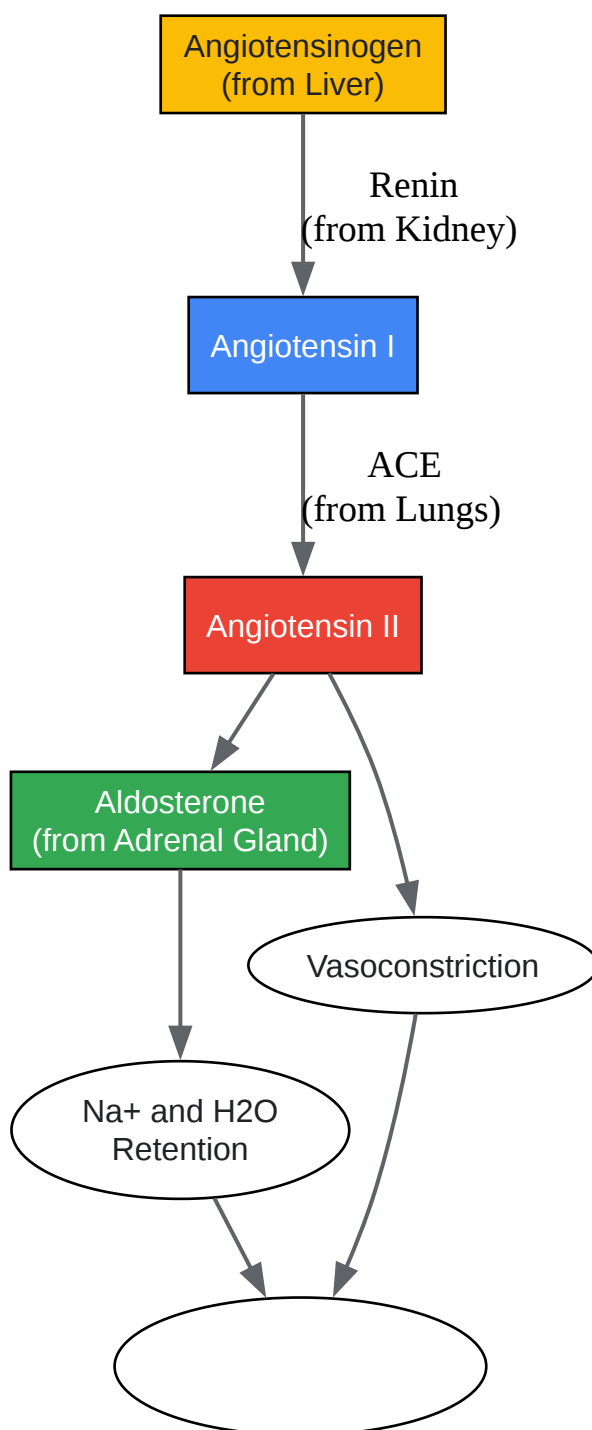 Angiotensinogen
(from Liver)
Renin
(from Kidney)
Angiotensin I
ACE
(from Lungs)
Angiotensin II
Aldosterone
(from Adrenal Gland)
Vasoconstriction
Na+ and H2O
Retention